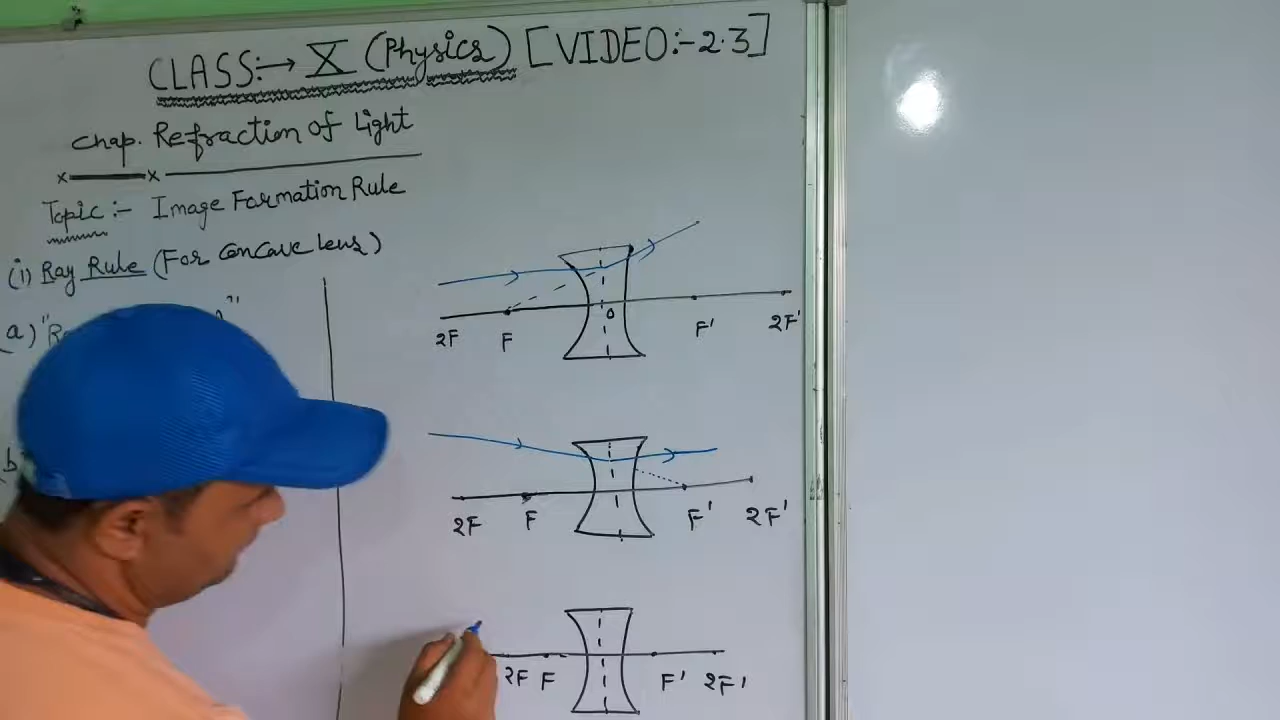 CLASS:→ X (Physics) [VIDEO:-2.3]
Chap. Refraction of Light
x x
Topic:- Image Formation Rule
(i) Ray Rule (For Concave lens)
(a) "
b
2F F O F' 2F'
2F F F' 2F'
2F F F' 2F'